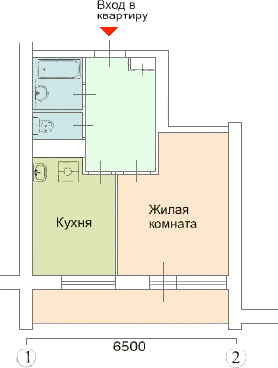 Вход в
квартиру
Кухня
Жилая
комната
6500
1
2